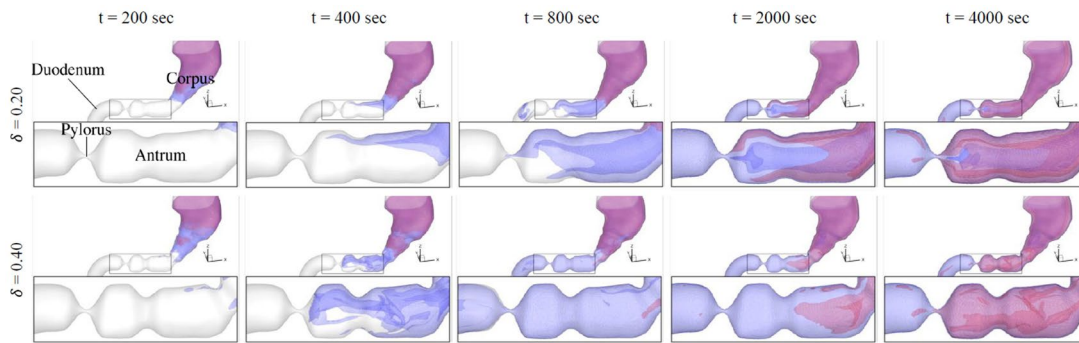 t = 200 sec
t = 400 sec
t = 800 sec
t = 2000 sec
t = 4000 sec
δ = 0.20
Duodenum
Corpus
Pylorus
Antrum
δ = 0.40